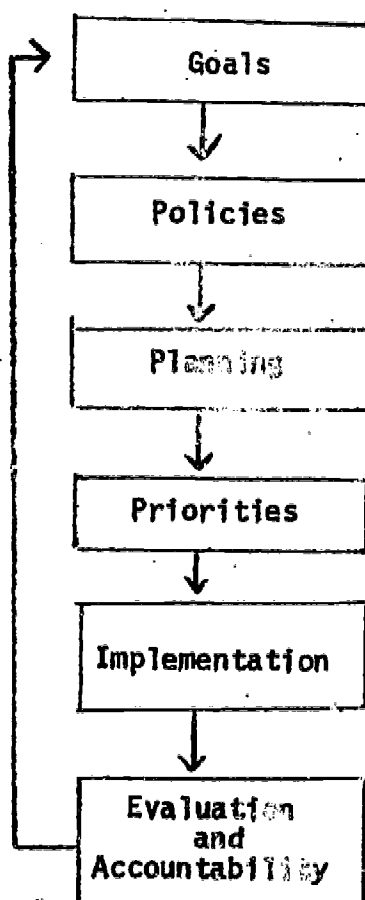 Goals
Policies
Planning
Priorities
Implementation
Evaluation
and
Accountability